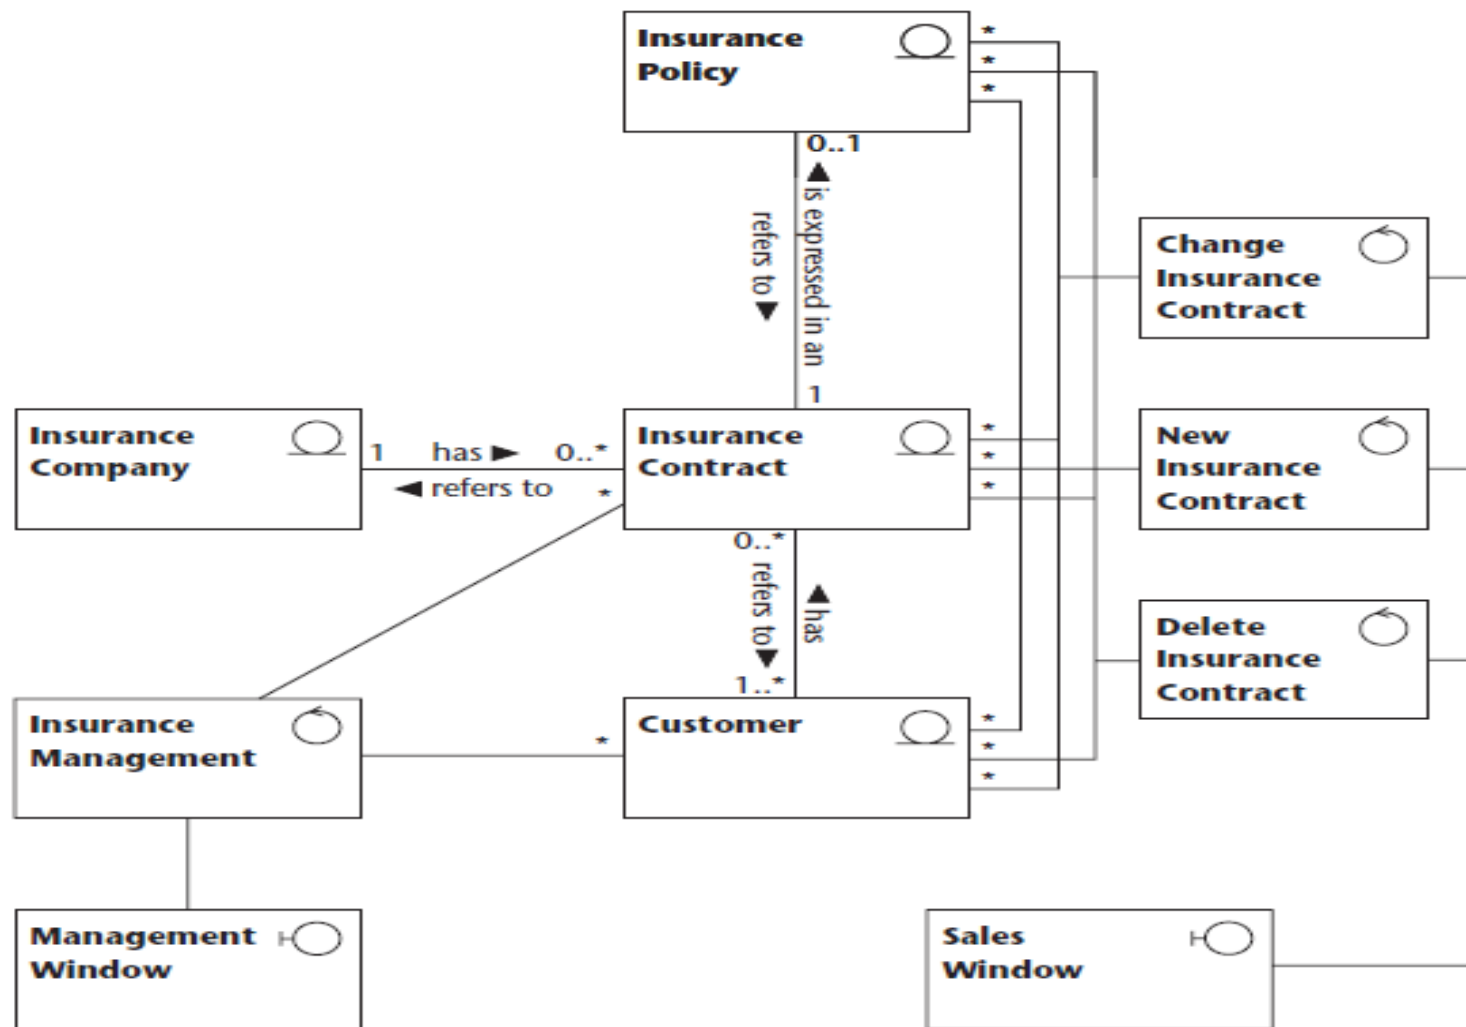 Insurance
Policy
*
*
*
0..1
is expressed in an
refers to
1
Change
Insurance
Contract
Insurance
Company
1 has ► 0..*
◄ refers to *
Insurance
Contract
*
*
*
New
Insurance
Contract
0..*
refers to
has
1..*
Delete
Insurance
Contract
Insurance
Management
*
Customer
*
*
*
Management
Window
Sales
Window